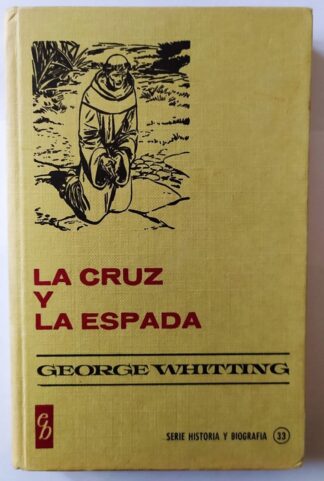 LA CRUZ
Y
LA ESPADA
GEORGE WHITTING
SERIE HISTORIA Y BIOGRAFIA 33